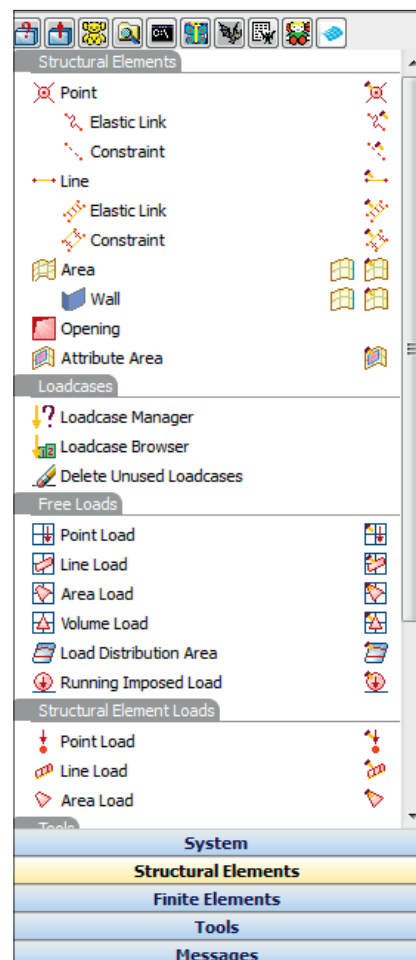 Structural Elements
Point
Elastic Link
Constraint
Line
Elastic Link
Constraint
Area
Wall
Opening
Attribute Area
Loadcases
Loadcase Manager
Loadcase Browser
Delete Unused Loadcases
Free Loads
Point Load
Line Load
Area Load
Volume Load
Load Distribution Area
Running Imposed Load
Structural Element Loads
Point Load
Line Load
Area Load
Tools
System
Structural Elements
Finite Elements
Tools
Messages